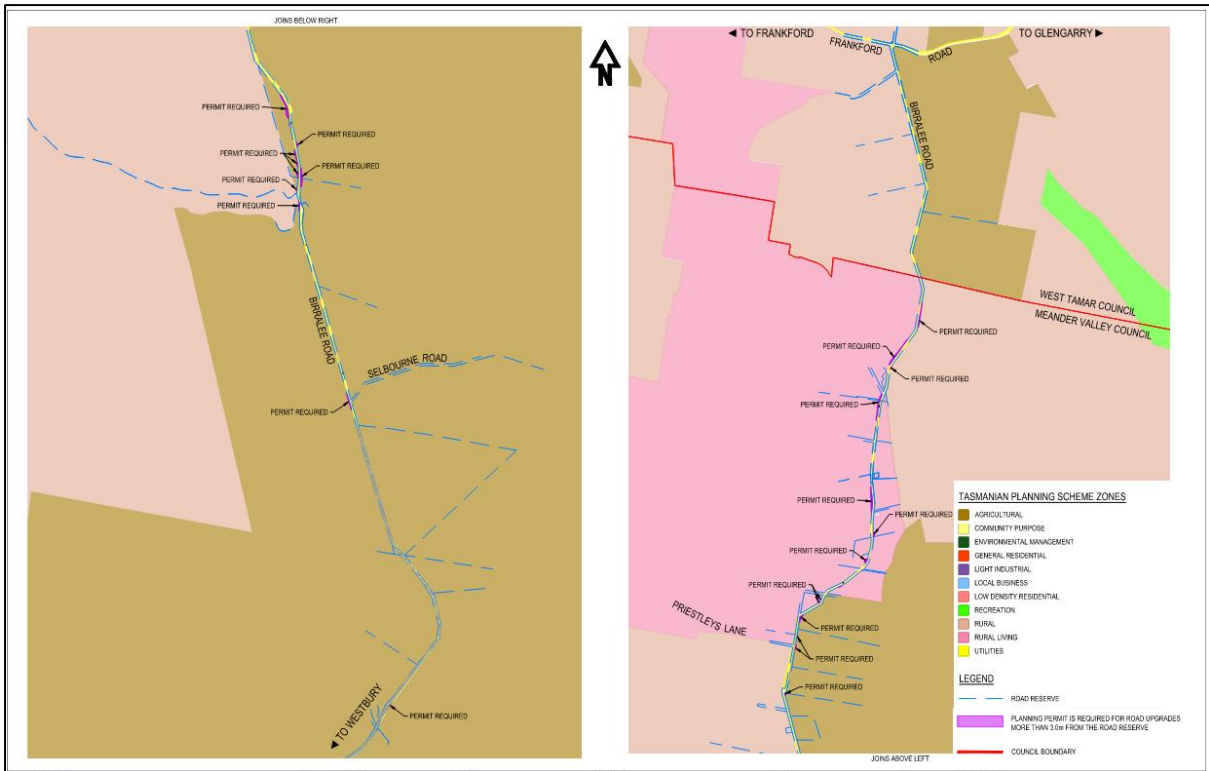 JOINS BELOW RIGHT
PERMIT REQUIRED
PERMIT REQUIRED
PERMIT REQUIRED
PERMIT REQUIRED
PERMIT REQUIRED
PERMIT REQUIRED
BIRRALEE ROAD
SELBOURNE ROAD
PERMIT REQUIRED
PERMIT REQUIRED
◄ TO WESTBURY
N
◄ TO FRANKFORD
TO GLENGARRY ►
FRANKFORD
ROAD
BIRRALEE ROAD
WEST TAMAR COUNCIL
MEANDER VALLEY COUNCIL
PERMIT REQUIRED
PERMIT REQUIRED
PERMIT REQUIRED
PERMIT REQUIRED
PERMIT REQUIRED
PERMIT REQUIRED
PERMIT REQUIRED
PERMIT REQUIRED
PRIESTLEYS LANE
PERMIT REQUIRED
PERMIT REQUIRED
PERMIT REQUIRED
JOINS ABOVE LEFT
TASMANIAN PLANNING SCHEME ZONES
AGRICULTURAL
COMMUNITY PURPOSE
ENVIRONMENTAL MANAGEMENT
GENERAL RESIDENTIAL
LIGHT INDUSTRIAL
LOCAL BUSINESS
LOW DENSITY RESIDENTIAL
RECREATION
RURAL
RURAL LIVING
UTILITIES
LEGEND
ROAD RESERVE
PLANNING PERMIT IS REQUIRED FOR ROAD UPGRADES
MORE THAN 3.0m FROM THE ROAD RESERVE
COUNCIL BOUNDARY